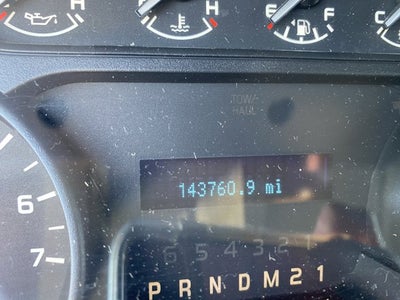 H H F C
E E
TOW/
HAUL
143760.9 mi
6
7
6 5 4 3 2 1
P R N D M 2 1